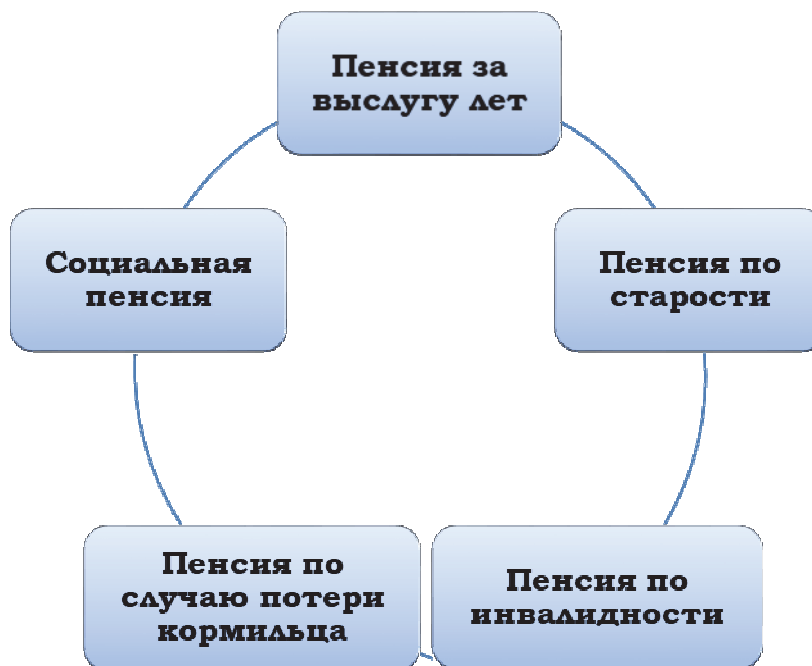 Пенсия за
выслугу лет
Социальная
пенсия
Пенсия по
старости
Пенсия по
случаю потери
кормильца
Пенсия по
инвалидности